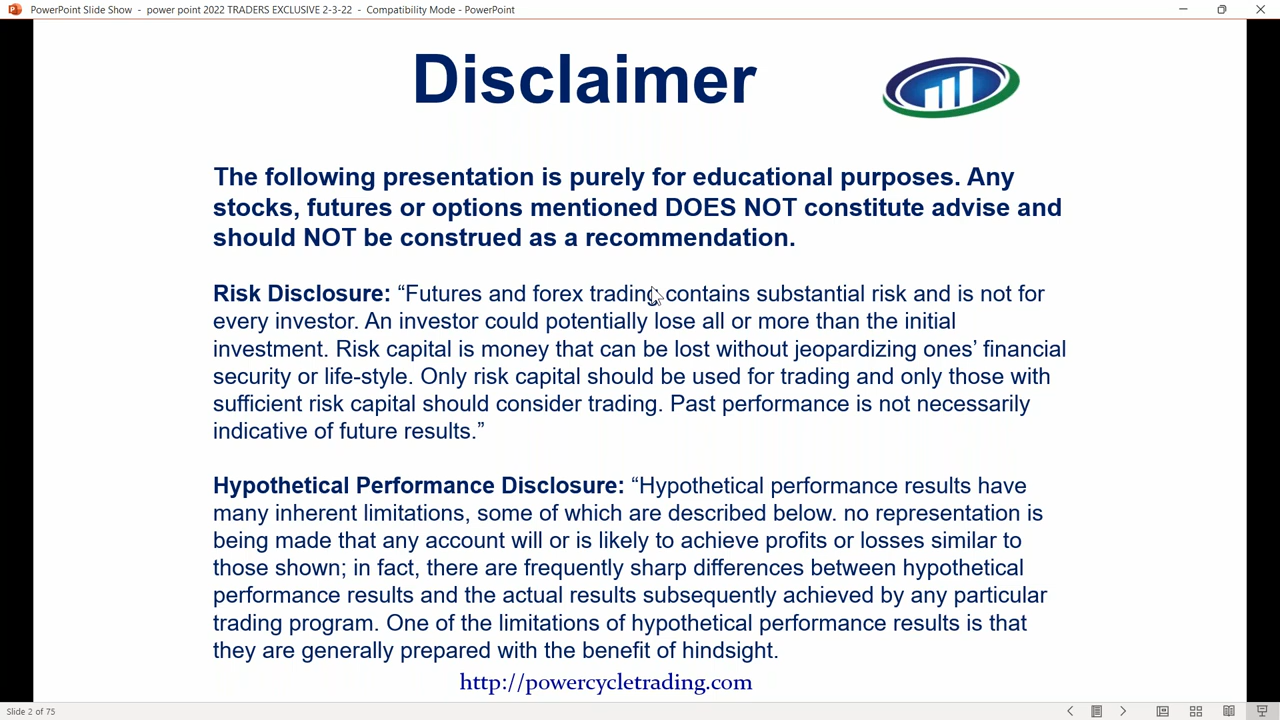 PowerPoint Slide Show - power point 2022 TRADERS EXCLUSIVE 2-3-22 - Compatibility Mode - PowerPoint
Disclaimer
The following presentation is purely for educational purposes. Any
stocks, futures or options mentioned DOES NOT constitute advise and
should NOT be construed as a recommendation.
Risk Disclosure: “Futures and forex trading contains substantial risk and is not for
every investor. An investor could potentially lose all or more than the initial
investment. Risk capital is money that can be lost without jeopardizing ones’ financial
security or life-style. Only risk capital should be used for trading and only those with
sufficient risk capital should consider trading. Past performance is not necessarily
indicative of future results.”
Hypothetical Performance Disclosure: “Hypothetical performance results have
many inherent limitations, some of which are described below. no representation is
being made that any account will or is likely to achieve profits or losses similar to
those shown; in fact, there are frequently sharp differences between hypothetical
performance results and the actual results subsequently achieved by any particular
trading program. One of the limitations of hypothetical performance results is that
they are generally prepared with the benefit of hindsight.
http://powercycletrading.com
Slide 2 of 75